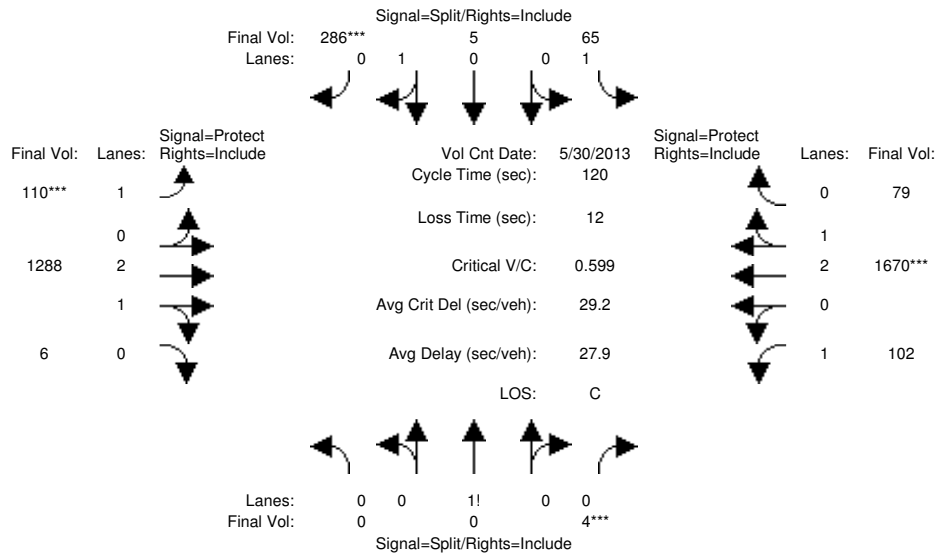 Signal=Split/Rights=Include
Final Vol: 286*** 5 65
Lanes: 0 1 0 0 1
Signal=Protect Signal=Protect
Final Vol: Lanes: Rights=Include Vol Cnt Date: 5/30/2013 Rights=Include Lanes: Final Vol:
Cycle Time (sec): 120
110*** 1 0 79
Loss Time (sec): 12
0 1
1288 2 Critical V/C: 0.599 2 1670***
1 Avg Crit Del (sec/veh): 29.2 0
6 0 Avg Delay (sec/veh): 27.9 1 102
LOS: C
Lanes: 0 0 1! 0 0
Final Vol: 0 0 4***
Signal=Split/Rights=Include